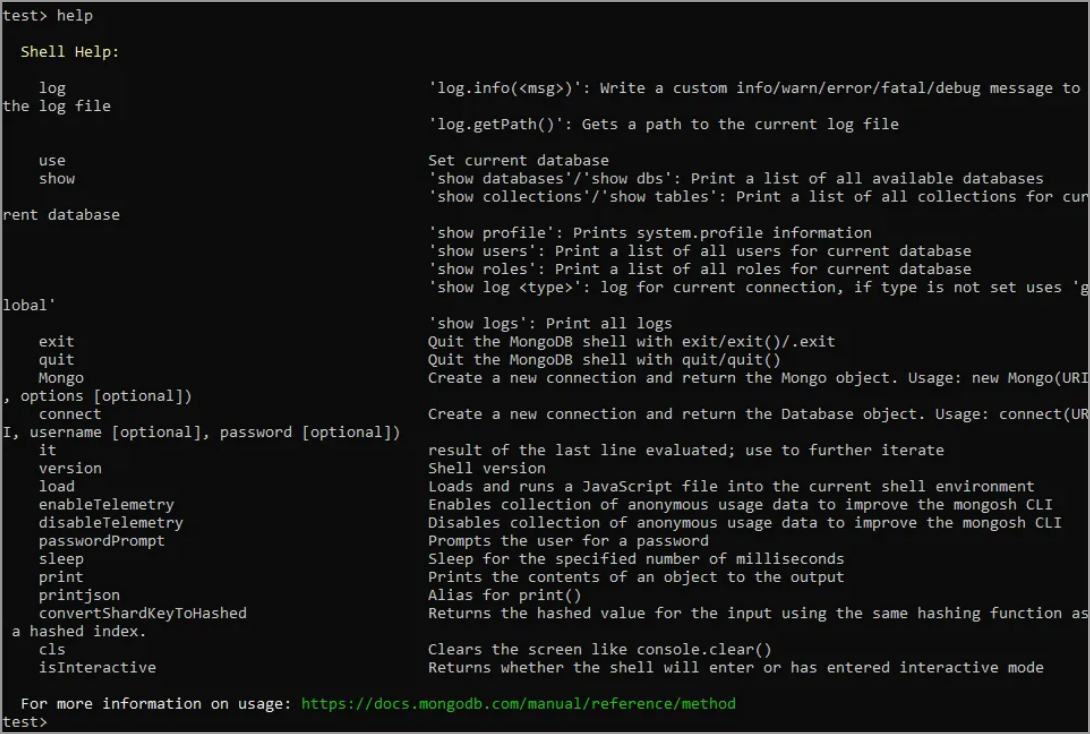 test> help
Shell Help:
log 'log.info(<msg>)': Write a custom info/warn/error/fatal/debug message to
the log file
'log.getPath()': Gets a path to the current log file
use Set current database
show 'show databases'/'show dbs': Print a list of all available databases
'show collections'/'show tables': Print a list of all collections for cur
rent database
'show profile': Prints system.profile information
'show users': Print a list of all users for current database
'show roles': Print a list of all roles for current database
'show log <type>': log for current connection, if type is not set uses 'g
lobal'
'show logs': Print all logs
exit Quit the MongoDB shell with exit/exit()/.exit
quit Quit the MongoDB shell with quit/quit()
Mongo Create a new connection and return the Mongo object. Usage: new Mongo(URI
, options [optional])
connect Create a new connection and return the Database object. Usage: connect(UR
I, username [optional], password [optional])
it result of the last line evaluated; use to further iterate
version Shell version
load Loads and runs a JavaScript file into the current shell environment
enableTelemetry Enables collection of anonymous usage data to improve the mongosh CLI
disableTelemetry Disables collection of anonymous usage data to improve the mongosh CLI
passwordPrompt Prompts the user for a password
sleep Sleep for the specified number of milliseconds
print Prints the contents of an object to the output
printjson Alias for print()
convertShardKeyToHashed Returns the hashed value for the input using the same hashing function as
a hashed index.
cls Clears the screen like console.clear()
isInteractive Returns whether the shell will enter or has entered interactive mode
For more information on usage: https://docs.mongodb.com/manual/reference/method
test>